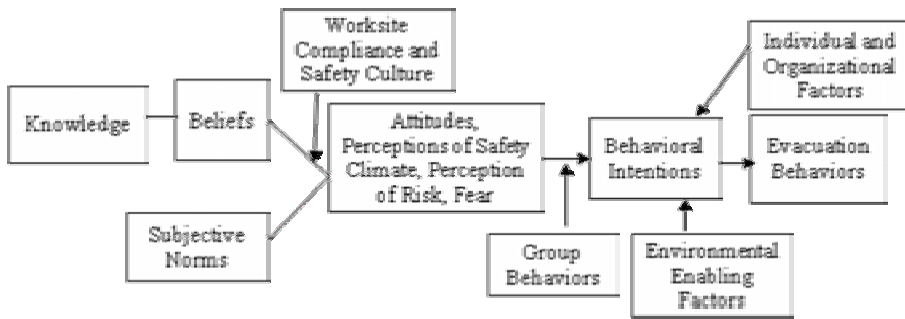 Worksite
Compliance and
Safety Culture
Individual and
Organizational
Factors
Knowledge
Beliefs
Attitudes,
Perceptions of Safety
Climate, Perception
of Risk, Fear
Behavioral
Intentions
Evacuation
Behaviors
Subjective
Norms
Group
Behaviors
Environmental
Enabling
Factors